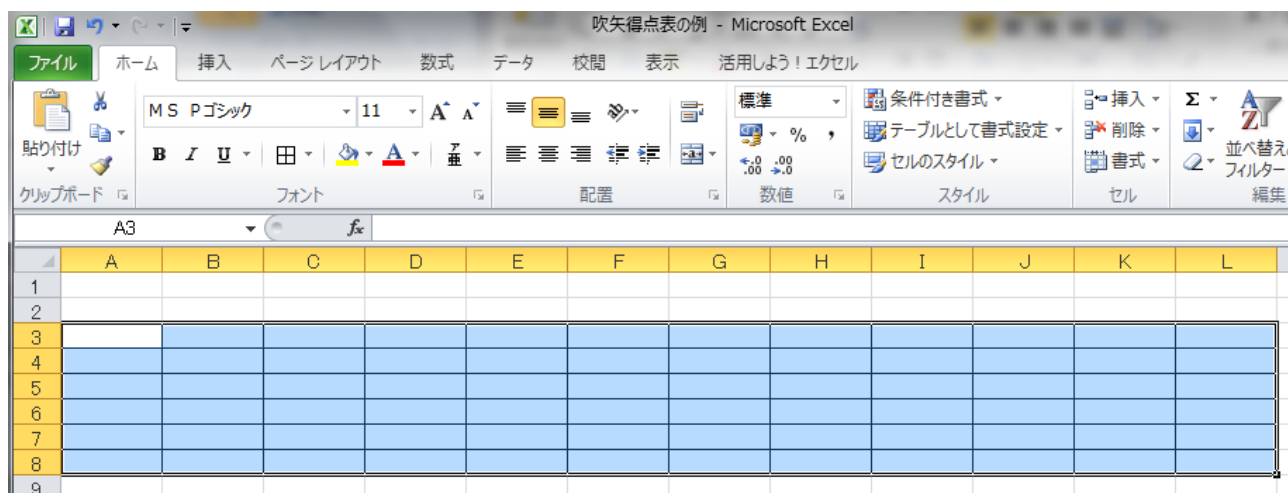 吹矢得点表の例 - Microsoft Excel
ファイル ホーム 挿入 ページ レイアウト 数式 データ 校閲 表示 活用しよう！エクセル
貼り付け
MS Pゴシック 11
B I U
標準
% ,
条件付き書式
テーブルとして書式設定
セルのスタイル
挿入
削除
書式
Σ
並べ替え
フィルター
クリップボード フォント 配置 数値 スタイル セル 編集
A3 fx
A B C D E F G H I J K L
1
2
3
4
5
6
7
8
9